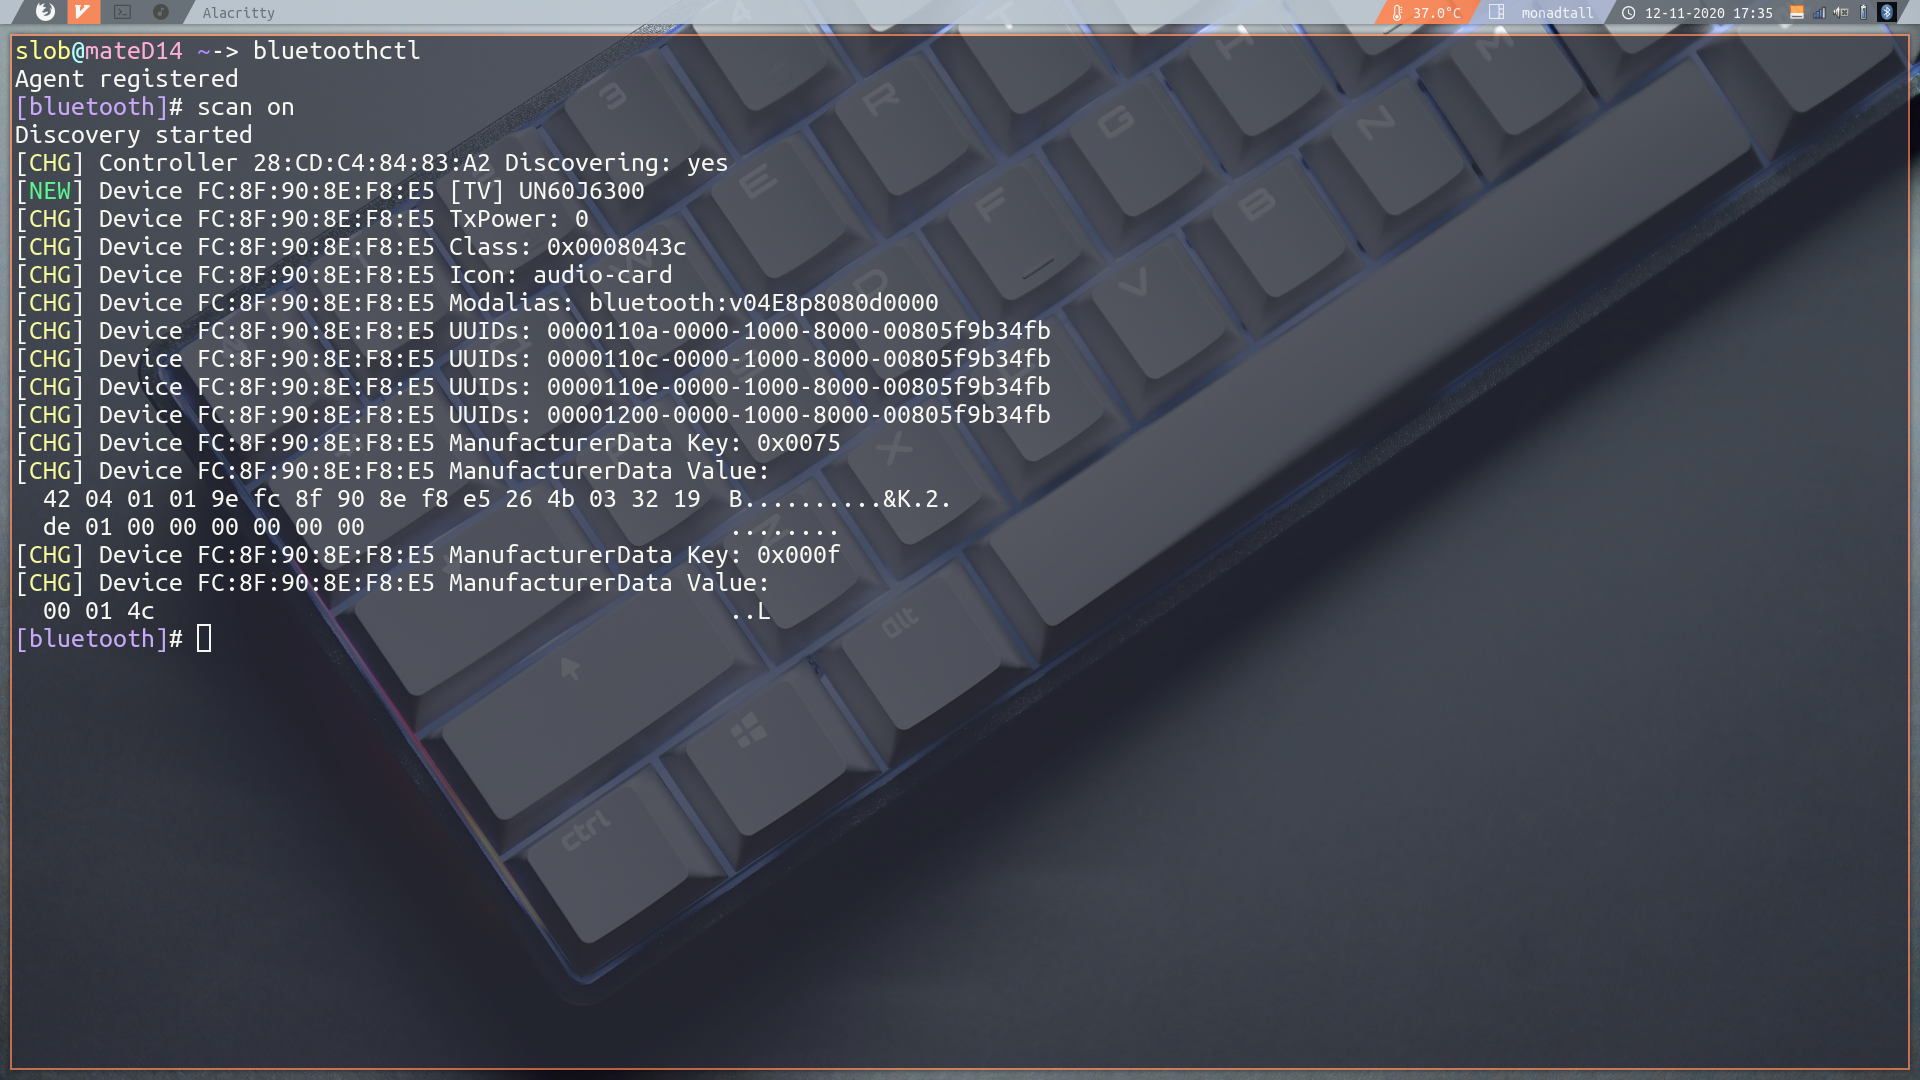 Alacritty
37.0°C
monadtall
12-11-2020 17:35
slob@mateD14 ~-> bluetoothctl
Agent registered
[bluetooth]# scan on
Discovery started
[CHG] Controller 28:CD:C4:84:83:A2 Discovering: yes
[NEW] Device FC:8F:90:8E:F8:E5 [TV] UN60J6300
[CHG] Device FC:8F:90:8E:F8:E5 TxPower: 0
[CHG] Device FC:8F:90:8E:F8:E5 Class: 0x0008043c
[CHG] Device FC:8F:90:8E:F8:E5 Icon: audio-card
[CHG] Device FC:8F:90:8E:F8:E5 Modalias: bluetooth:v04E8p8080d0000
[CHG] Device FC:8F:90:8E:F8:E5 UUIDs: 0000110a-0000-1000-8000-00805f9b34fb
[CHG] Device FC:8F:90:8E:F8:E5 UUIDs: 0000110c-0000-1000-8000-00805f9b34fb
[CHG] Device FC:8F:90:8E:F8:E5 UUIDs: 0000110e-0000-1000-8000-00805f9b34fb
[CHG] Device FC:8F:90:8E:F8:E5 UUIDs: 00001200-0000-1000-8000-00805f9b34fb
[CHG] Device FC:8F:90:8E:F8:E5 ManufacturerData Key: 0x0075
[CHG] Device FC:8F:90:8E:F8:E5 ManufacturerData Value:
42 04 01 01 9e fc 8f 90 8e f8 e5 26 4b 03 32 19  B..........&K.2.
de 01 00 00 00 00 00 00  ........
[CHG] Device FC:8F:90:8E:F8:E5 ManufacturerData Key: 0x000f
[CHG] Device FC:8F:90:8E:F8:E5 ManufacturerData Value:
00 01 4c  ..L
[bluetooth]#
3
R
H
M
E
G
N
F
B
D
V
X
Z
alt
ctrl